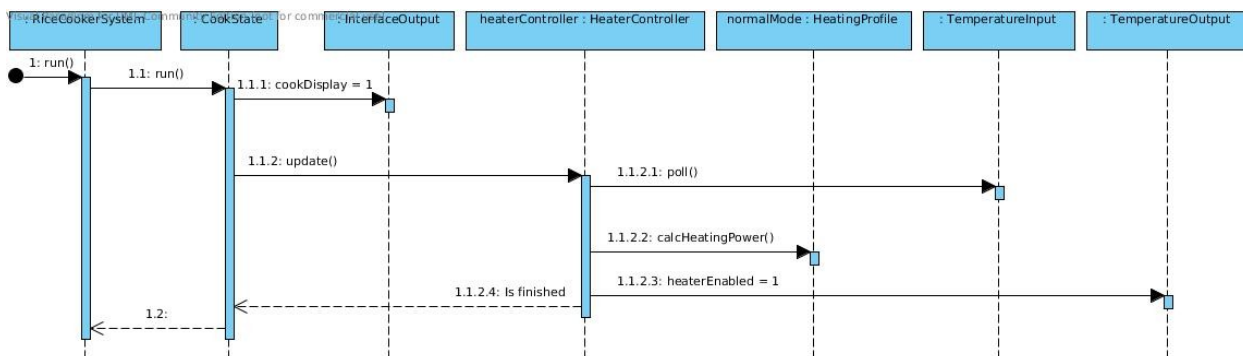 : RiceCookerSystem
: CookState
: InterfaceOutput
heaterController : HeaterController
normalMode : HeatingProfile
: TemperatureInput
: TemperatureOutput
1: run()
1.1: run()
1.1.1: cookDisplay = 1
1.1.2: update()
1.1.2.1: poll()
1.1.2.2: calcHeatingPower()
1.1.2.3: heaterEnabled = 1
1.1.2.4: Is finished
1.2: